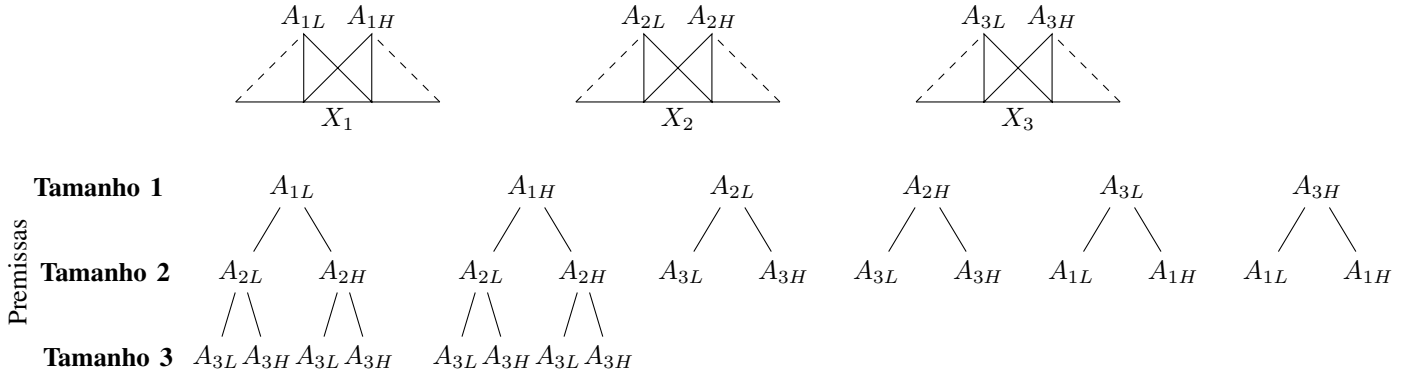 A1L A1H A2L A2H A3L A3H
X1 X2 X3
Tamanho 1 A1L A1H A2L A2H A3L A3H
Premissas
Tamanho 2 A2L A2H A2L A2H A3L A3H A3L A3H A1L A1H A1L A1H
Tamanho 3 A3L A3H A3L A3H A3L A3H A3L A3H